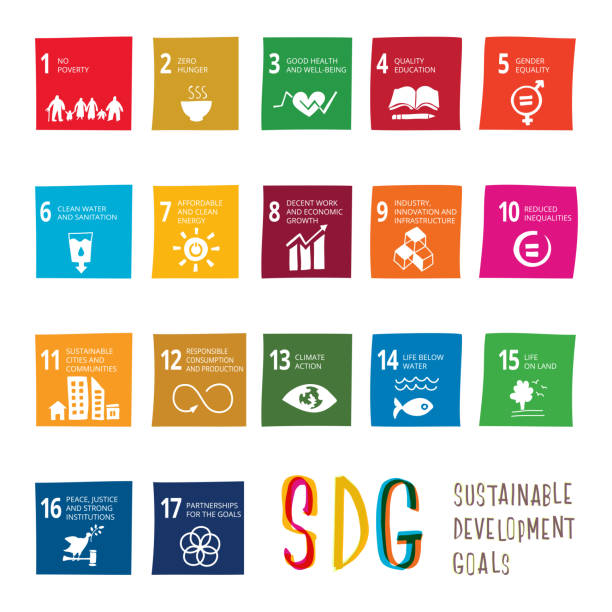 1 NO
POVERTY
2 ZERO
HUNGER
3 GOOD HEALTH
AND WELL-BEING
4 QUALITY
EDUCATION
5 GENDER
EQUALITY
6 CLEAN WATER
AND SANITATION
7 AFFORDABLE
AND CLEAN
ENERGY
8 DECENT WORK
AND ECONOMIC
GROWTH
9 INDUSTRY,
INNOVATION AND
INFRASTRUCTURE
10 REDUCED
INEQUALITIES
11 SUSTAINABLE
CITIES AND
COMMUNITIES
12 RESPONSIBLE
CONSUMPTION
AND PRODUCTION
13 CLIMATE
ACTION
14 LIFE BELOW
WATER
15 LIFE
ON LAND
16 PEACE, JUSTICE
AND STRONG
INSTITUTIONS
17 PARTNERSHIPS
FOR THE GOALS
SDG
SUSTAINABLE
DEVELOPMENT
GOALS